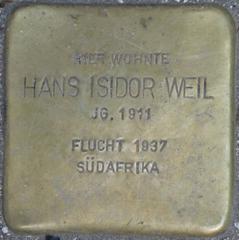 HIER WOHNTE
HANS ISIDOR WEIL
JG. 1911
FLUCHT 1937
SÜDAFRIKA